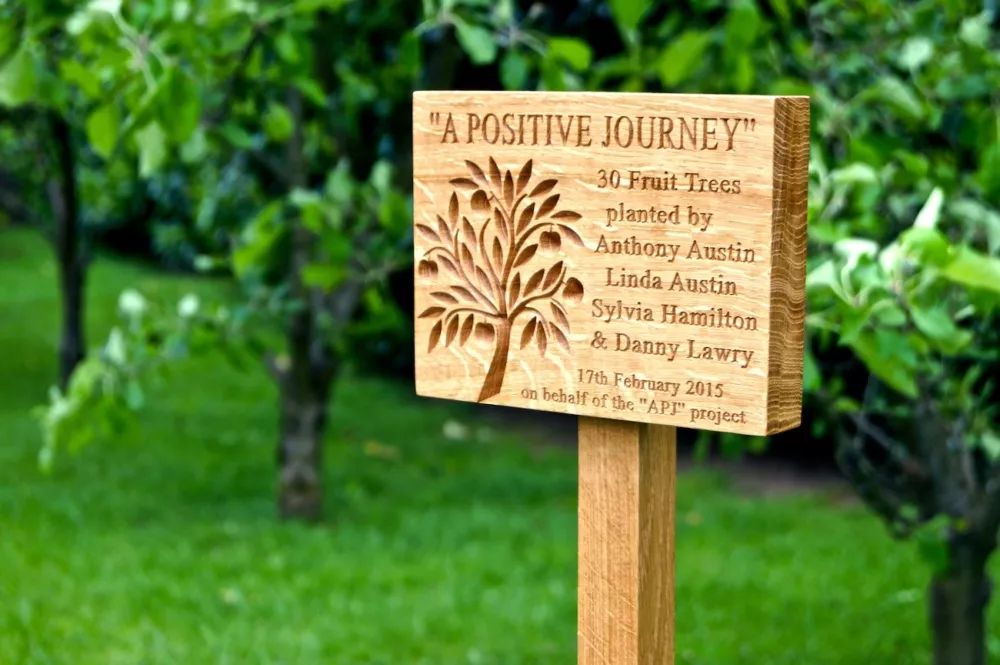 "A POSITIVE JOURNEY"
30 Fruit Trees
planted by
Anthony Austin
Linda Austin
Sylvia Hamilton
& Danny Lawry
17th February 2015
on behalf of the "APJ" project